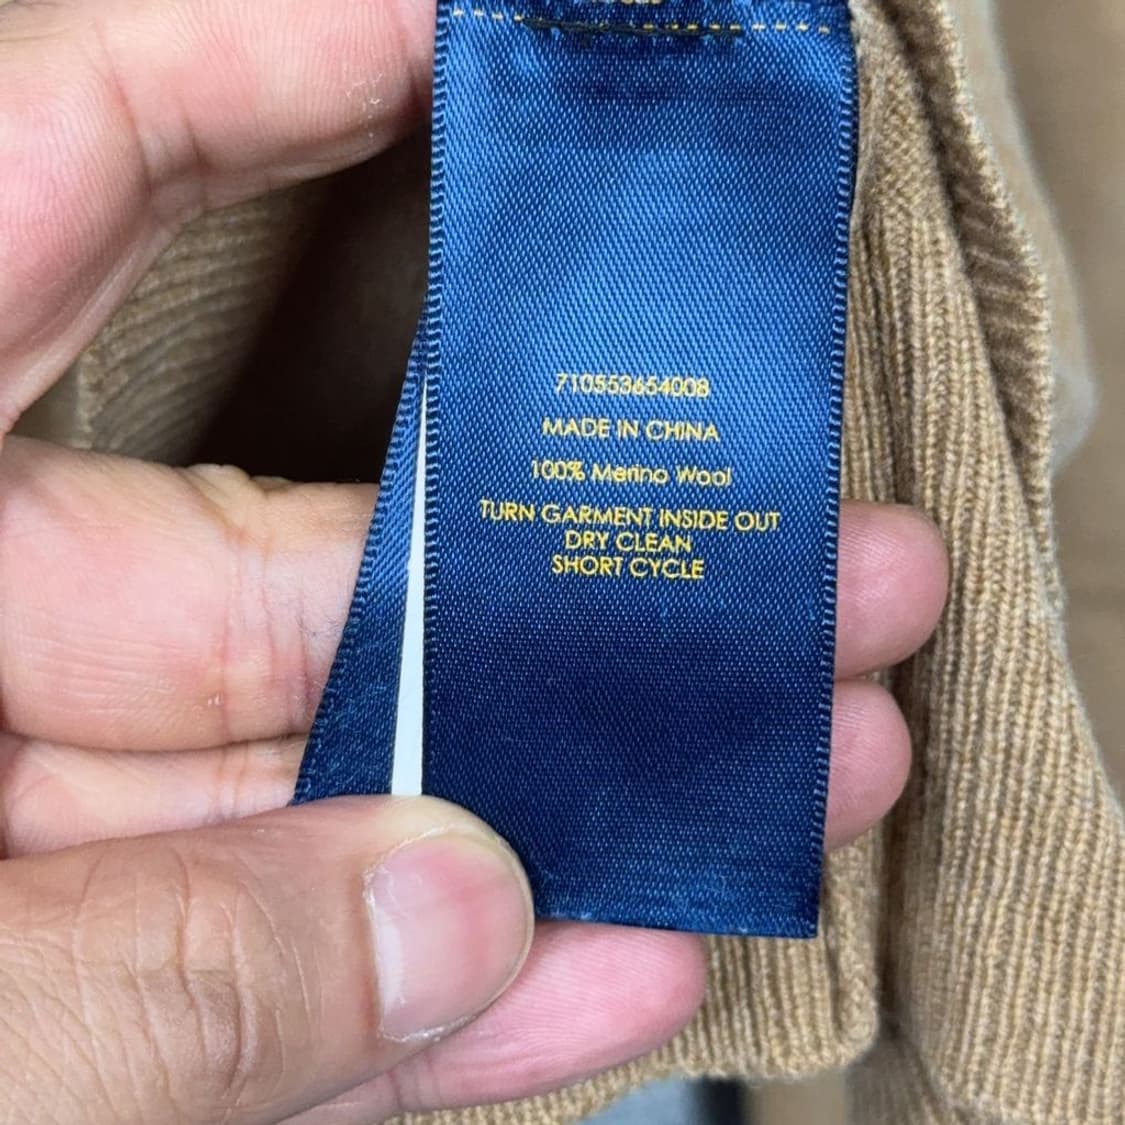 710553654008
MADE IN CHINA
100% Merino Wool
TURN GARMENT INSIDE OUT
DRY CLEAN
SHORT CYCLE